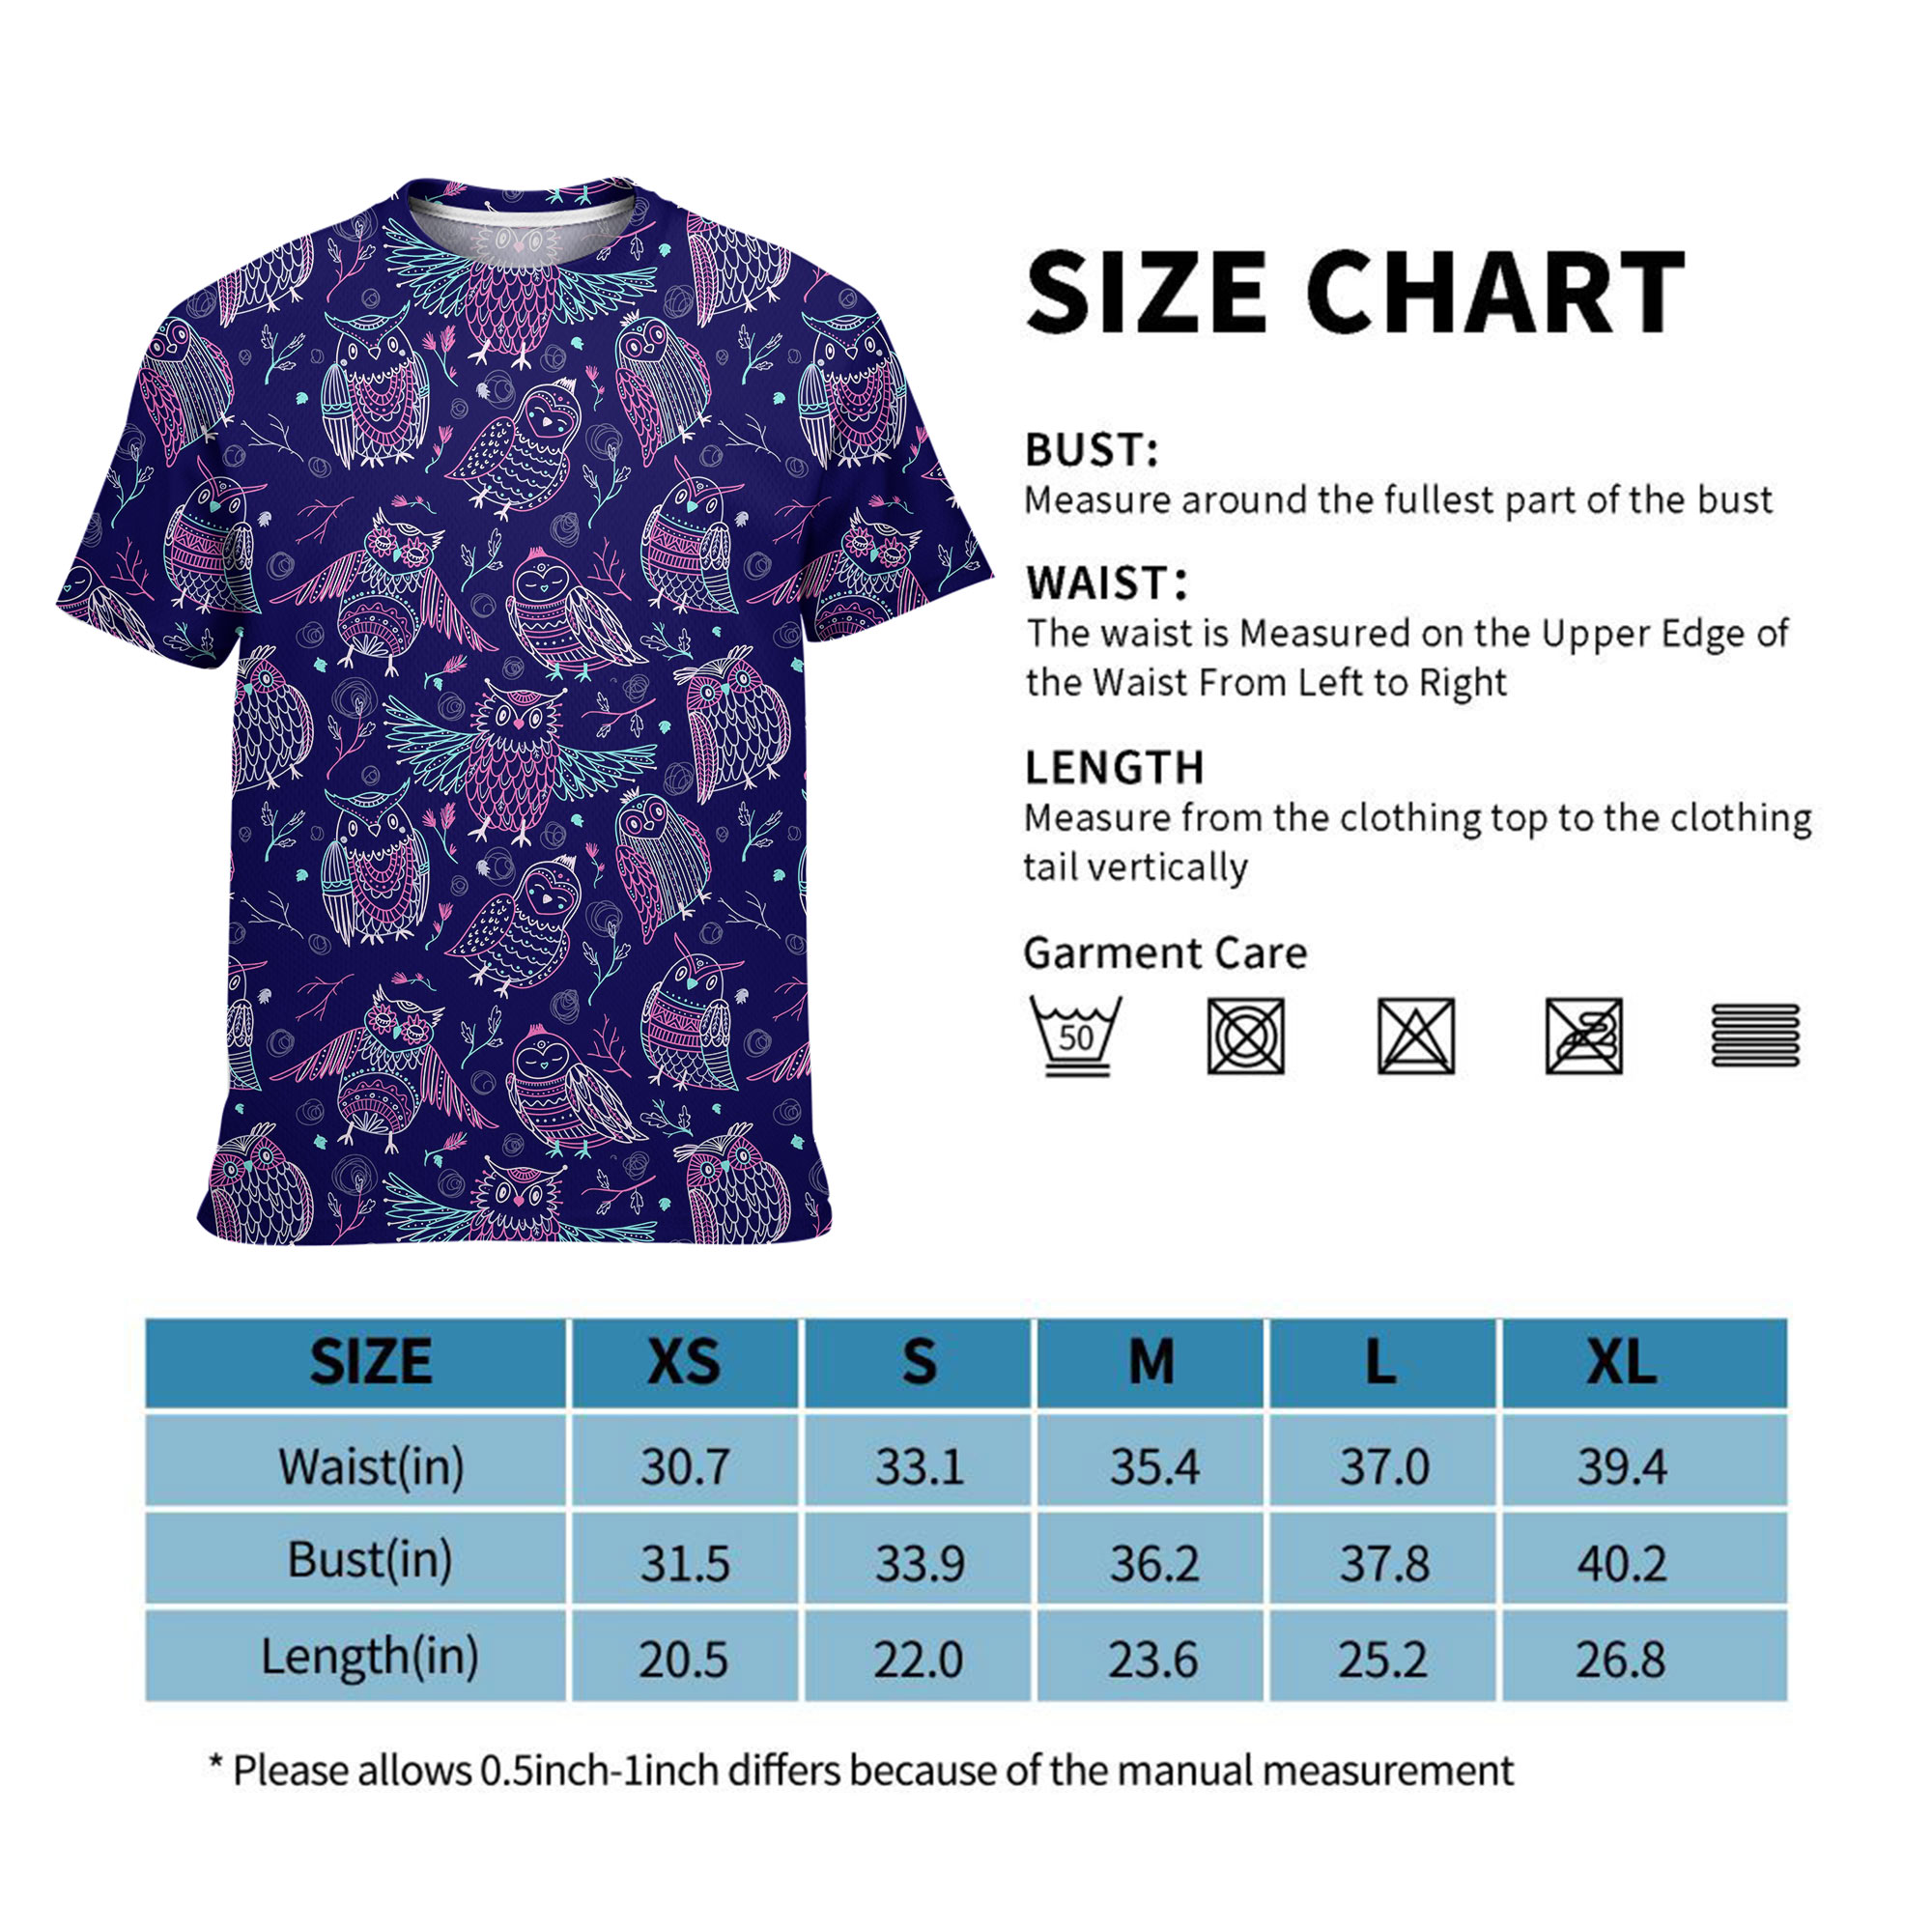 SIZE CHART
BUST:
Measure around the fullest part of the bust
WAIST:
The waist is Measured on the Upper Edge of
the Waist From Left to Right
LENGTH
Measure from the clothing top to the clothing
tail vertically
Garment Care
50
SIZE XS S M L XL
Waist(in) 30.7 33.1 35.4 37.0 39.4
Bust(in) 31.5 33.9 36.2 37.8 40.2
Length(in) 20.5 22.0 23.6 25.2 26.8
* Please allows 0.5inch-1inch differs because of the manual measurement